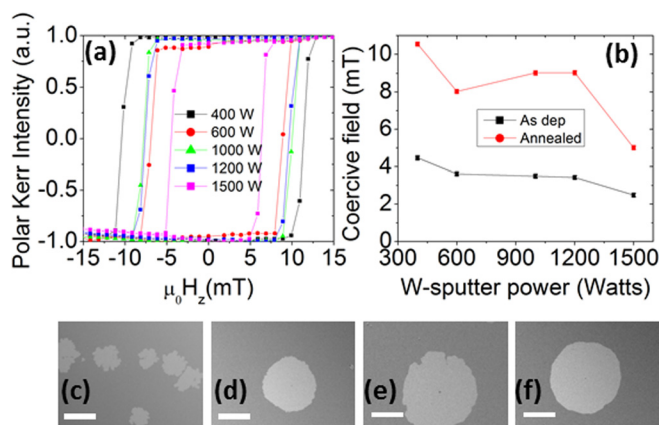 (a)
Polar Kerr Intensity (a.u.)
1.0
0.5
0.0
-0.5
-1.0
400 W
600 W
1000 W
1200 W
1500 W
-15 -10 -5 0 5 10 15
μ₀H_z(mT)
(b)
Coercive field (mT)
10
8
6
4
2
0
As dep
Annealed
300 600 900 1200 1500
W-sputter power (Watts)
(c)
(d)
(e)
(f)